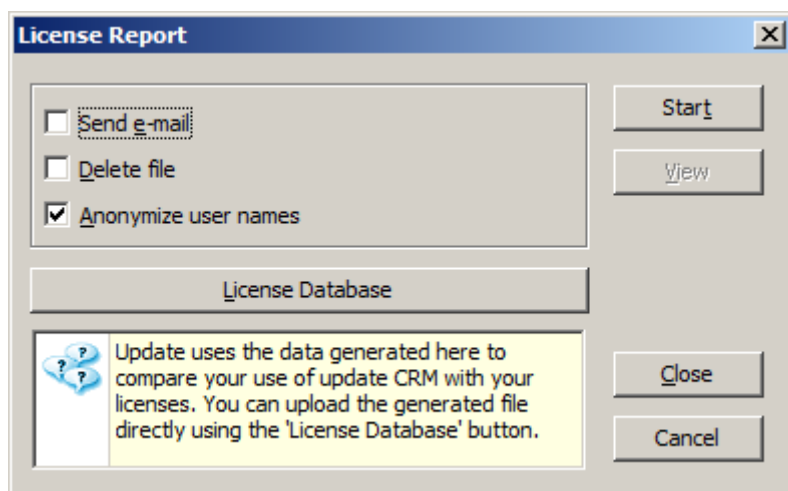 License Report
Send e-mail
Delete file
Anonymize user names
Start
View
License Database
Update uses the data generated here to
compare your use of update CRM with your
licenses. You can upload the generated file
directly using the 'License Database' button.
Close
Cancel